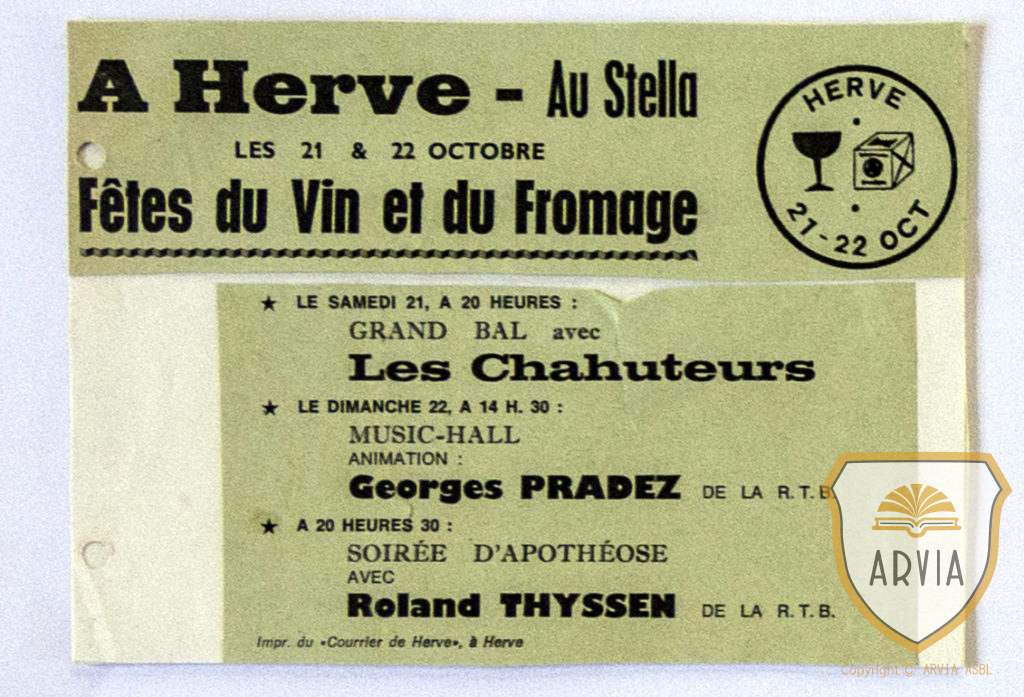 A Herve - Au Stella
LES 21 & 22 OCTOBRE
Fêtes du Vin et du Fromage
HERVE
21-22 OCT
★ LE SAMEDI 21, A 20 HEURES :
GRAND BAL avec
Les Chahuteurs
★ LE DIMANCHE 22, A 14 H. 30 :
MUSIC-HALL
ANIMATION :
Georges PRADEZ DE LA R.T.B.
★ A 20 HEURES 30 :
SOIRÉE D'APOTHÉOSE
AVEC
Roland THYSSEN DE LA R.T.B.
Impr. du «Courrier de Herve», à Herve
ARVIA
Copyright © ARVIA ASBL